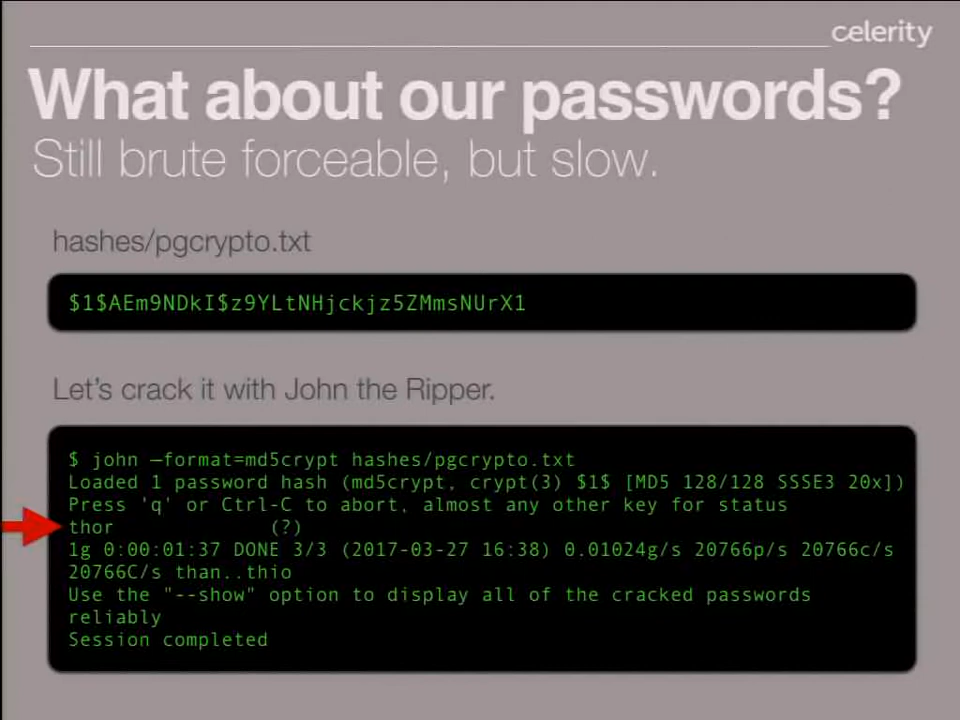 celerity
What about our passwords?
Still brute forceable, but slow.
hashes/pgcrypto.txt
$1$AEm9NDkI$z9YLtNHjckjz5ZMmsNUrX1
Let's crack it with John the Ripper.
$ john —format=md5crypt hashes/pgcrypto.txt
Loaded 1 password hash (md5crypt, crypt(3) $1$ [MD5 128/128 SSSE3 20x])
Press 'q' or Ctrl-C to abort, almost any other key for status
thor (?)
1g 0:00:01:37 DONE 3/3 (2017-03-27 16:38) 0.01024g/s 20766p/s 20766c/s
20766C/s than..thio
Use the "--show" option to display all of the cracked passwords
reliably
Session completed